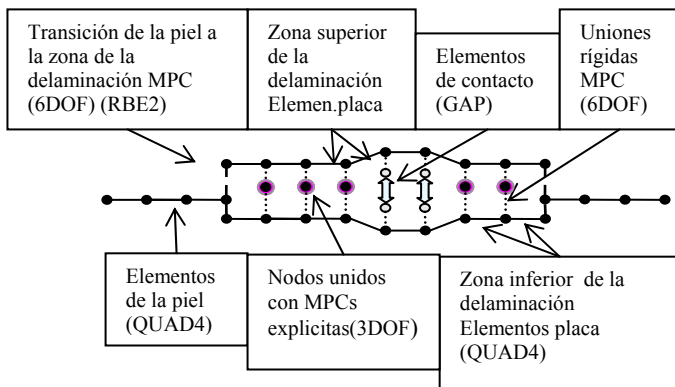 Transición de la piel a
la zona de la
delaminación MPC
(6DOF) (RBE2)
Zona superior
de la
delaminación
Elemen.placa
Elementos
de contacto
(GAP)
Uniones
rígidas
MPC
(6DOF)
Elementos
de la piel
(QUAD4)
Nodos unidos
con MPCs
explicitas(3DOF)
Zona inferior de la
delaminación
Elementos placa
(QUAD4)